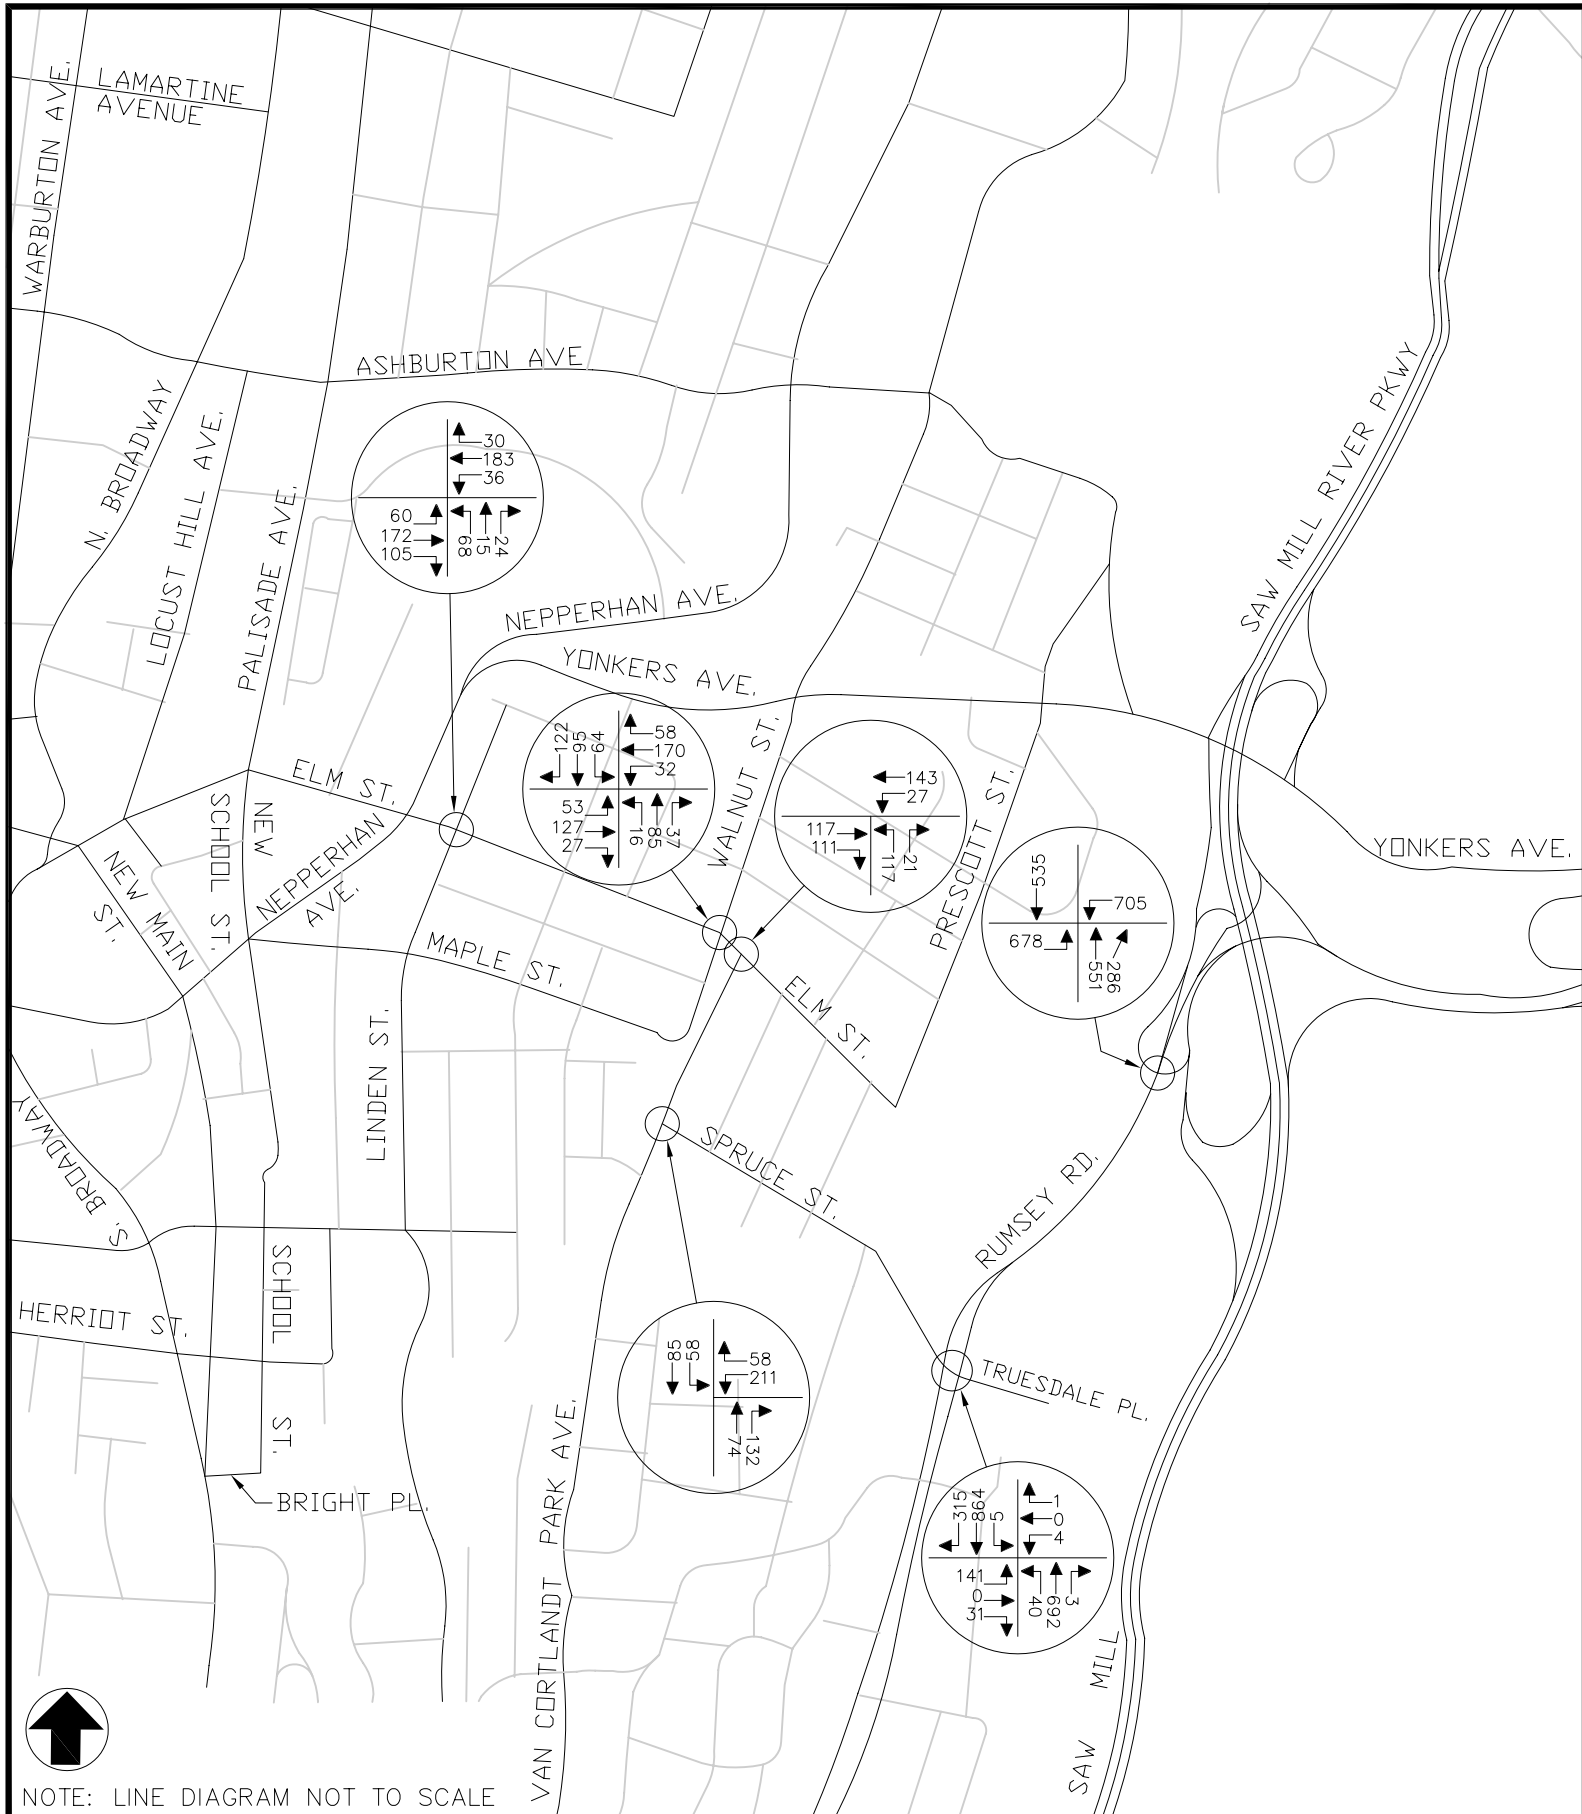 WARBURTON AVE.
LAMARTINE
AVENUE
ASHBURTON AVE
N. BROADWAY
LOCUST HILL AVE.
PALISADE AVE.
SAW MILL RIVER PKWY
30
183
36
60
172
105
68
15
24
NEPPERHAN AVE.
YONKERS AVE.
ELM ST.
122
95
64
58
170
32
53
127
27
16
85
37
WALNUT ST.
143
27
117
111
117
21
PRESCOTT ST.
535
705
678
551
286
YONKERS AVE.
NEW
SCHOOL ST.
NEPPERHAN
AVE.
NEW MAIN
ST.
MAPLE ST.
ELM ST.
LINDEN ST.
S. BROADWAY
SPRUCE ST.
RUMSEY RD.
HERRIOT ST.
SCHOOL
ST.
85
58
58
211
74
132
TRUESDALE PL.
BRIGHT PL.
315
864
5
1
0
4
141
0
31
40
692
3
VAN CORTLANDT PARK AVE.
SAW MILL
NOTE: LINE DIAGRAM NOT TO SCALE